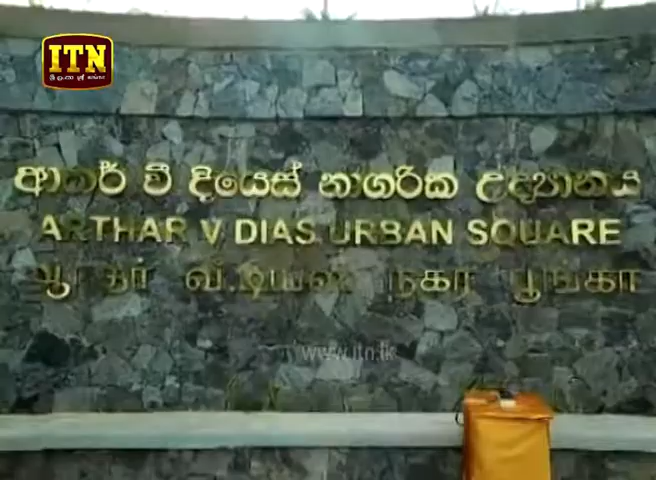 ITN
ආතර් වී දියෙස් නාගරික උද්‍යානය
ARTHAR V DIAS URBAN SQUARE
ஆர்தர் வி.டியஸ் நகர பூங்கா
www.itn.lk